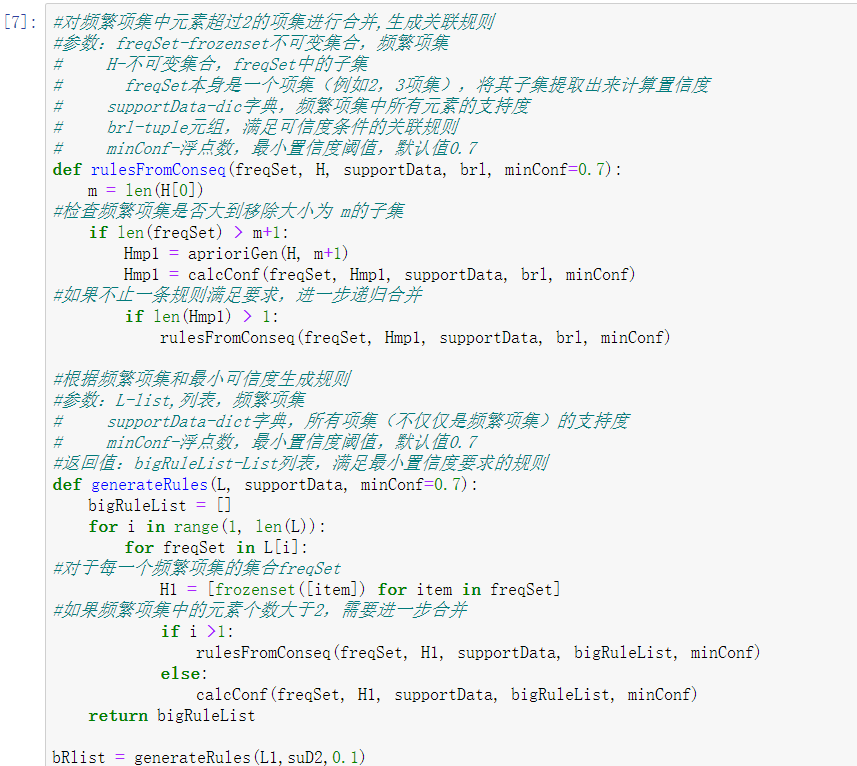 [7]: #对频繁项集中元素超过2的项集进行合并,生成关联规则
#参数：freqSet-frozenset不可变集合，频繁项集
#     H-不可变集合，freqSet中的子集
#       freqSet本身是一个项集（例如2，3项集），将其子集提取出来计算置信度
#     supportData-dic字典，频繁项集中所有元素的支持度
#     brl-tuple元组，满足可信度条件的关联规则
#     minConf-浮点数，最小置信度阈值，默认值0.7
def rulesFromConseq(freqSet, H, supportData, brl, minConf=0.7):
    m = len(H[0])
#检查频繁项集是否大到移除大小为 m的子集
    if len(freqSet) > m+1:
        Hmp1 = aprioriGen(H, m+1)
        Hmp1 = calcConf(freqSet, Hmp1, supportData, brl, minConf)
#如果不止一条规则满足要求，进一步递归合并
        if len(Hmp1) > 1:
            rulesFromConseq(freqSet, Hmp1, supportData, brl, minConf)

#根据频繁项集和最小可信度生成规则
#参数：L-list,列表，频繁项集
#     supportData-dict字典，所有项集（不仅仅是频繁项集）的支持度
#     minConf-浮点数，最小置信度阈值，默认值0.7
#返回值：bigRuleList-List列表，满足最小置信度要求的规则
def generateRules(L, supportData, minConf=0.7):
    bigRuleList = []
    for i in range(1, len(L)):
        for freqSet in L[i]:
#对于每一个频繁项集的集合freqSet
            H1 = [frozenset([item]) for item in freqSet]
#如果频繁项集中的元素个数大于2，需要进一步合并
            if i >1:
                rulesFromConseq(freqSet, H1, supportData, bigRuleList, minConf)
            else:
                calcConf(freqSet, H1, supportData, bigRuleList, minConf)
    return bigRuleList

bRlist = generateRules(L1,suD2,0.1)